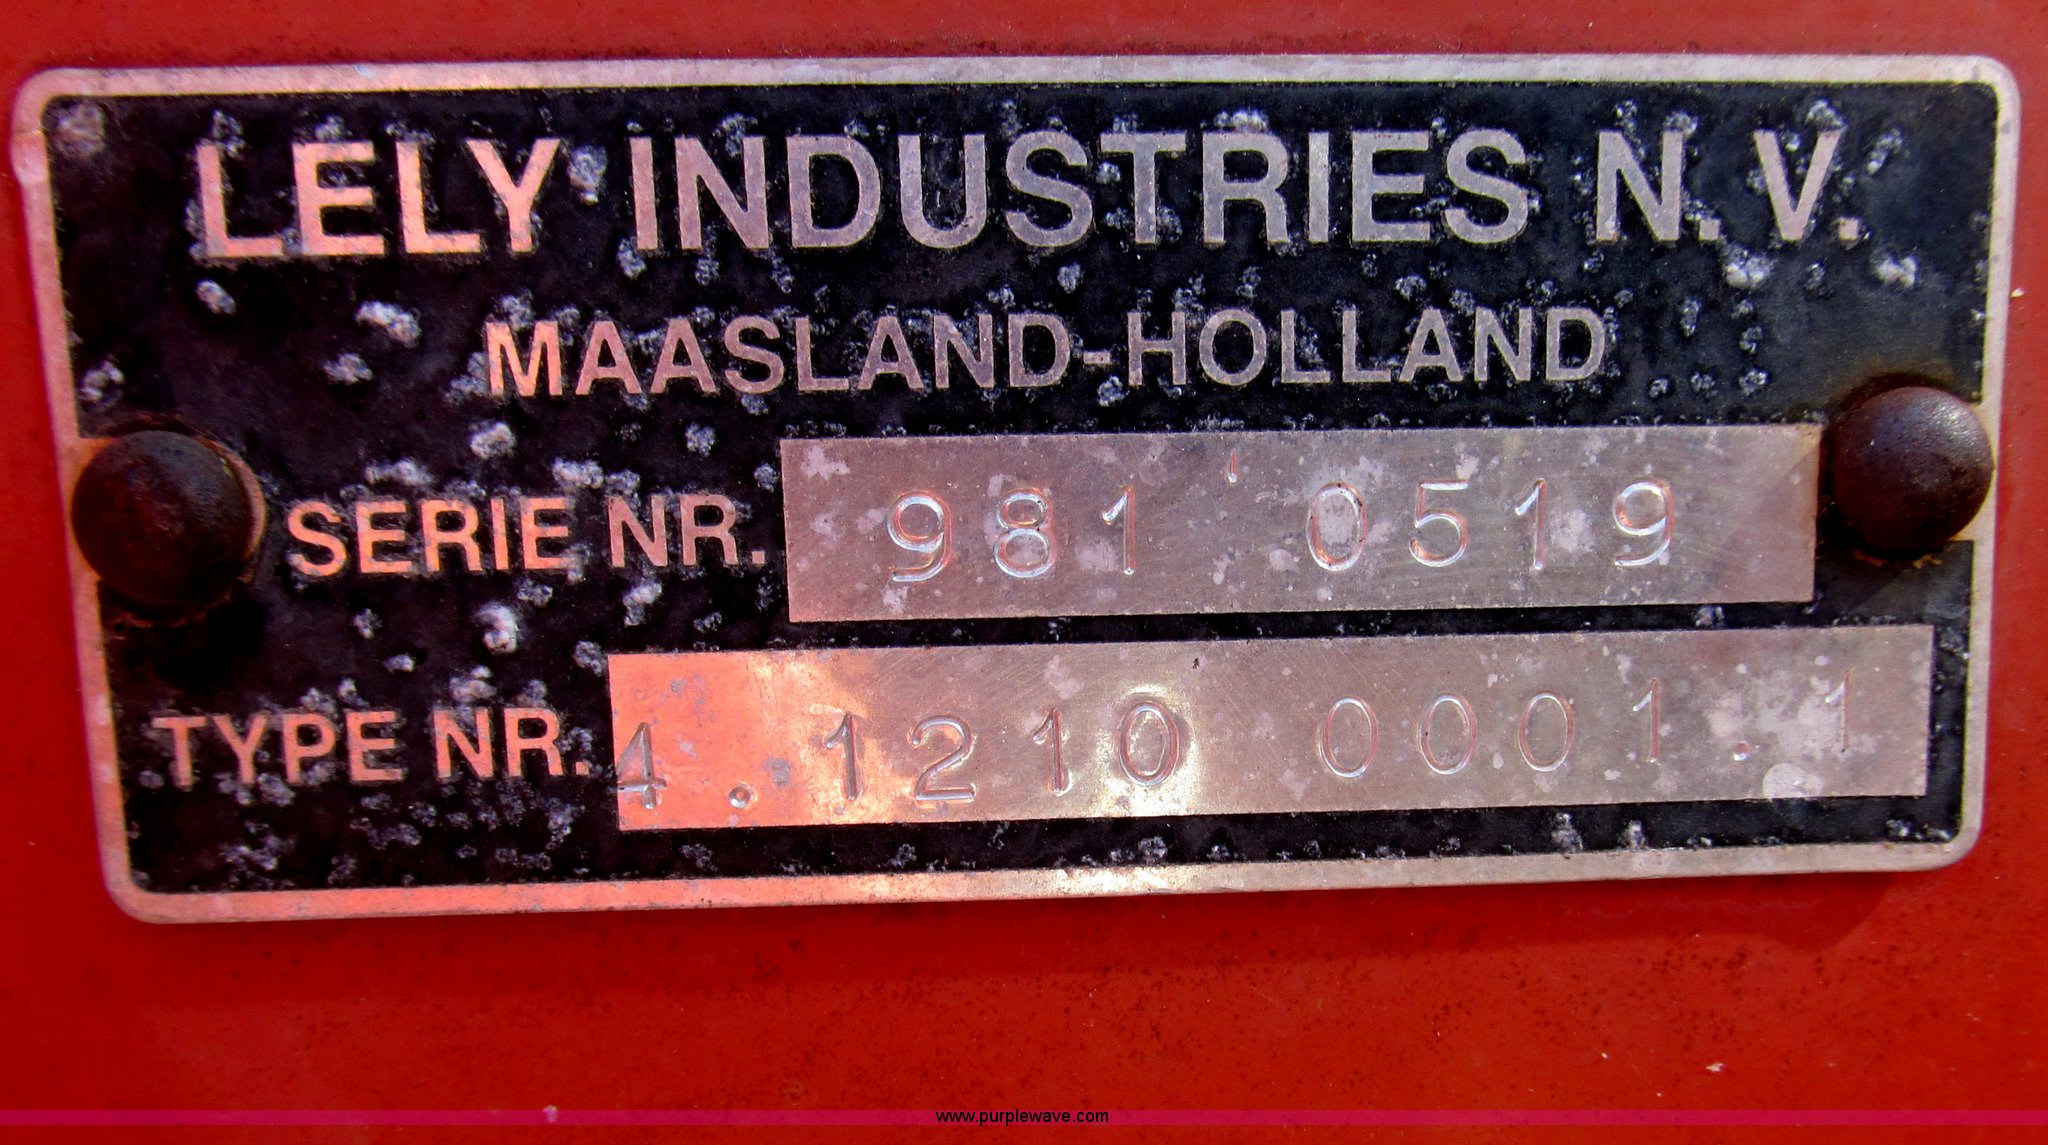 LELY INDUSTRIES N.V.
MAASLAND-HOLLAND
SERIE NR. 981'0519
TYPE NR. 4.1210 0001.1
www.purplewave.com